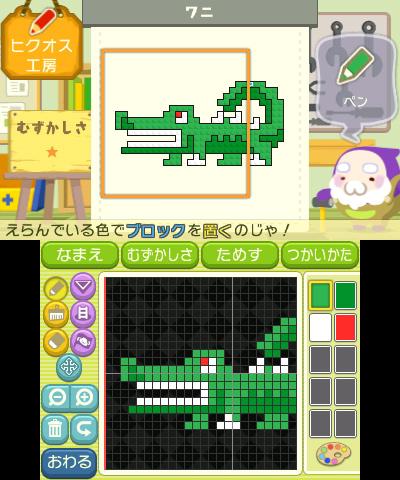 ワニ
ヒクオス
工房
ペン
むずかしさ
えらんでいる色でブロックを置くのじゃ！
なまえ
むずかしさ
ためす
つかいかた
おわる